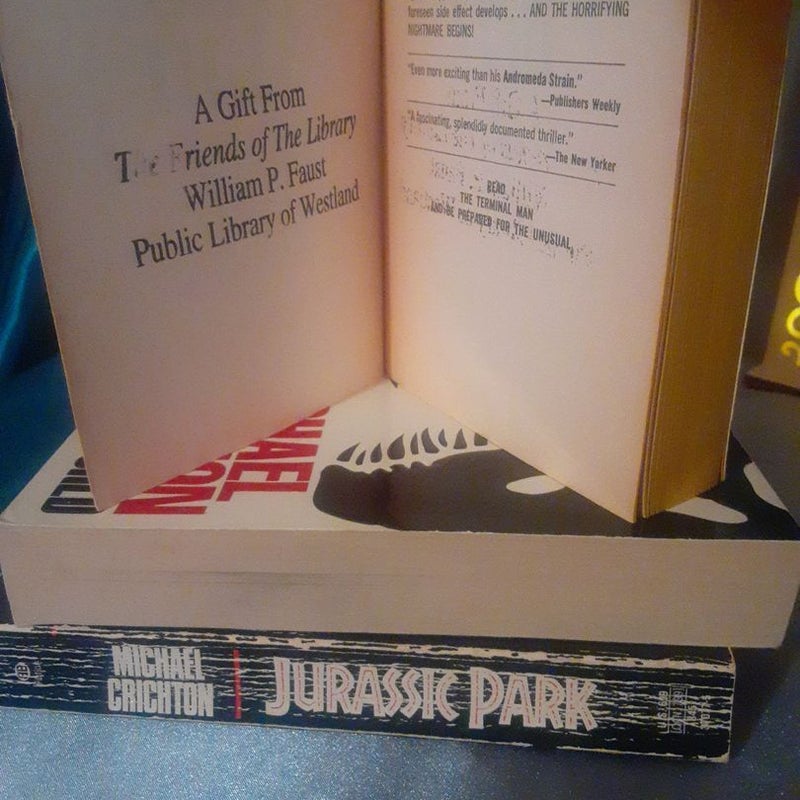 A Gift From
The Friends of The Library
William P. Faust
Public Library of Westland
foreseen side effect develops . . . AND THE HORRIFYING
NIGHTMARE BEGINS!
"Even more exciting than his Andromeda Strain."
—Publishers Weekly
"A fascinating, splendidly documented thriller."
—The New Yorker
READ
THE TERMINAL MAN
AND BE PREPARED FOR THE UNUSUAL.
MICHAEL
CRICHTON
JURASSIC PARK